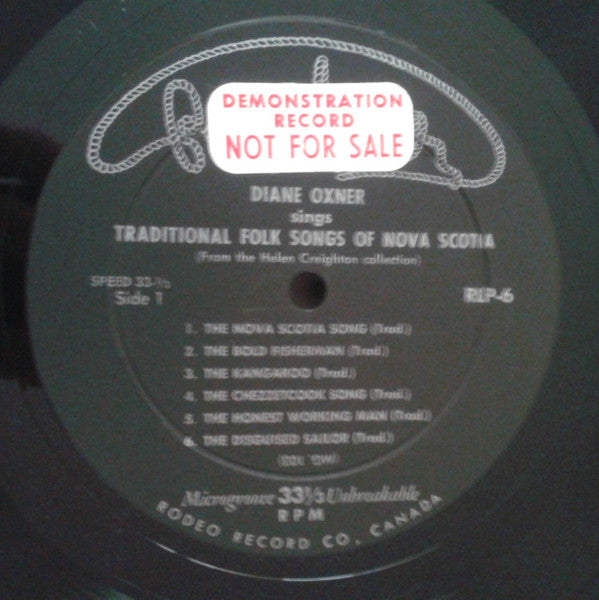 DEMONSTRATION
RECORD
NOT FOR SALE
DIANE OXNER
sings
TRADITIONAL FOLK SONGS OF NOVA SCOTIA
(From the Helen Creighton collection)
SPEED 33-⅓
Side 1
RLP-6
1. THE NOVA SCOTIA SONG (Trad.)
2. THE BOLD FISHERMAN (Trad.)
3. THE KANGAROO (Trad.)
4. THE CHEZZETCOOK SONG (Trad.)
5. THE HONEST WORKING MAN (Trad.)
6. THE DISGUISED SAILOR (Trad.)
Microgroove 33⅓ Unbreakable
RPM
RODEO RECORD CO. CANADA